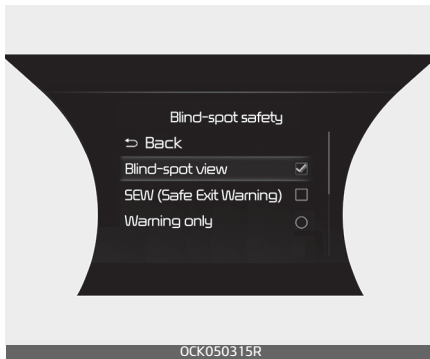 Blind-spot safety
Back
Blind-spot view
SEW (Safe Exit Warning)
Warning only
OCK050315R